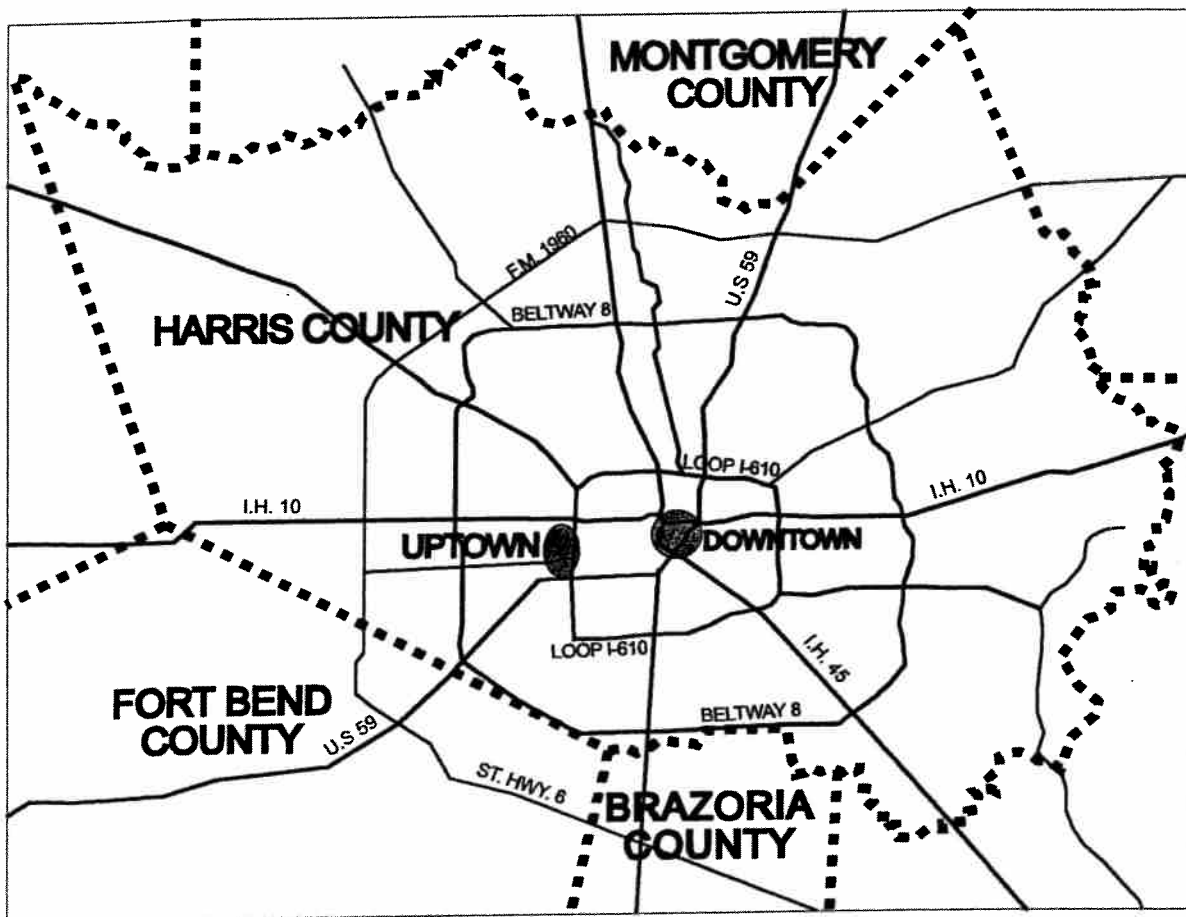 MONTGOMERY
COUNTY
F.M. 1960
U.S 59
BELTWAY 8
HARRIS COUNTY
LOOP I-610
I.H. 10
I.H. 10
UPTOWN
DOWNTOWN
LOOP I-610
I.H. 45
FORT BEND
COUNTY
U.S 59
BELTWAY 8
ST. HWY. 6
BRAZORIA
COUNTY